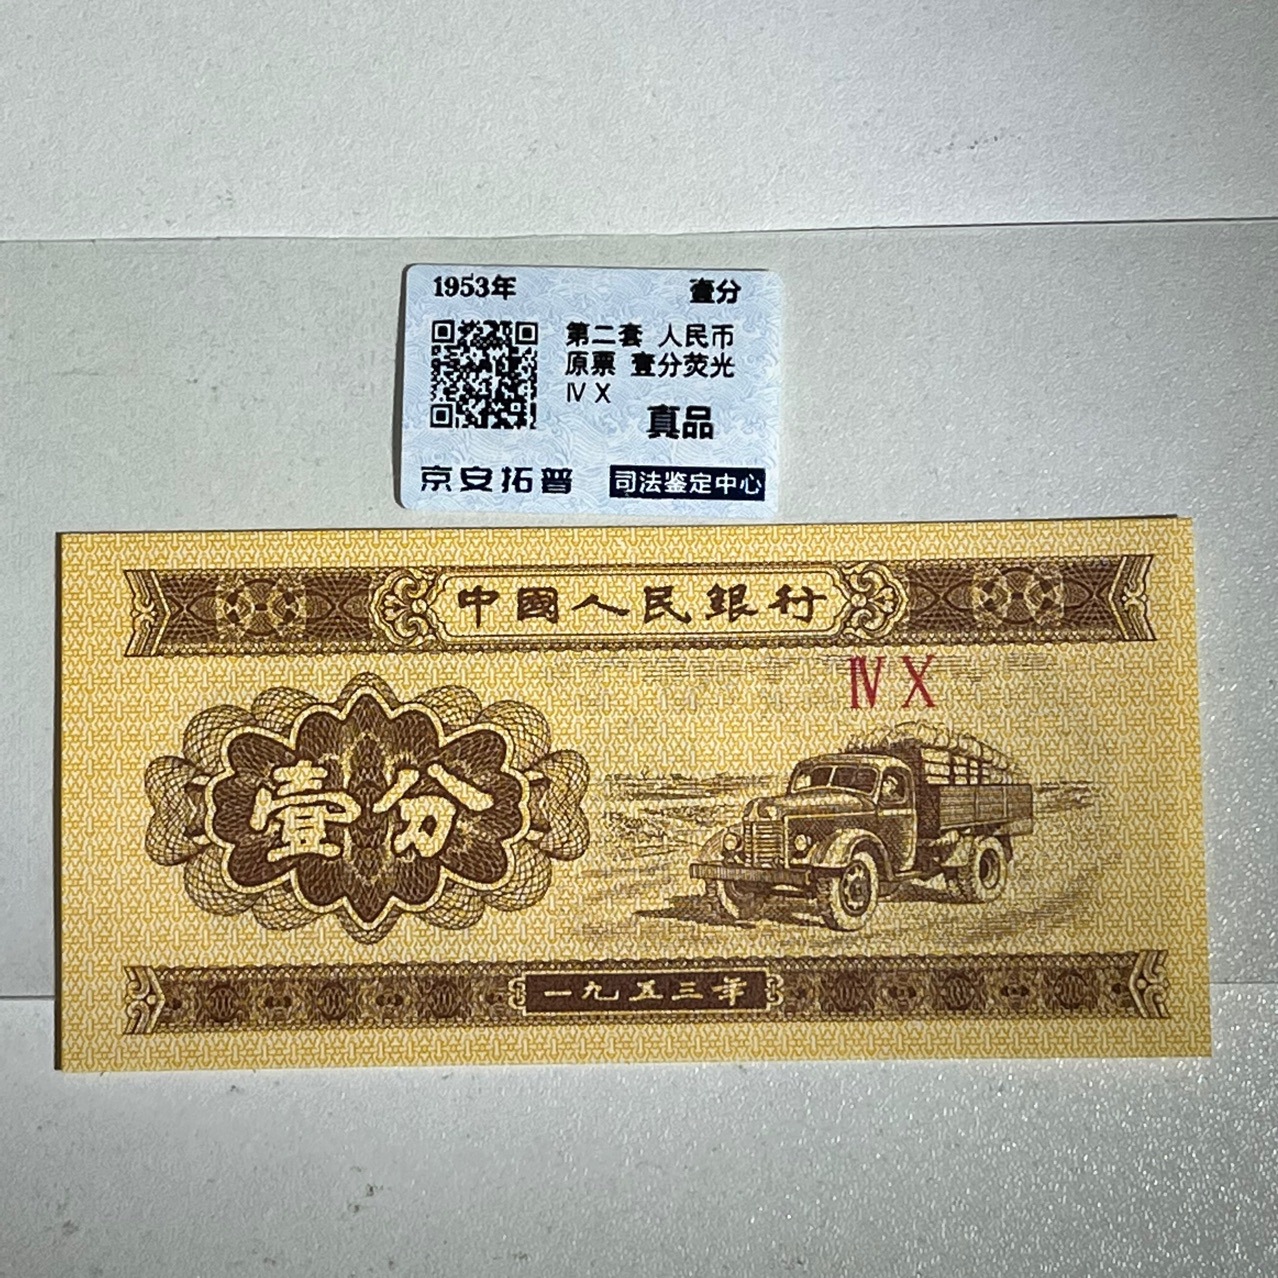 1953年 壹分
第二套 人民币
原票 壹分荧光
Ⅳ Ⅹ
真品
京安拓普 司法鉴定中心
中國人民銀行
Ⅳ Ⅹ
壹分
一九五三年